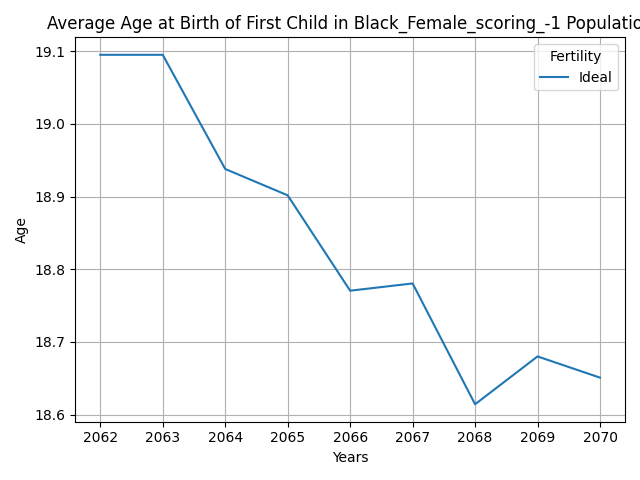 Average Age at Birth of First Child in Black_Female_scoring_-1 Populatio
Fertility
Ideal
19.1
19.0
18.9
18.8
18.7
18.6
Age
2062 2063 2064 2065 2066 2067 2068 2069 2070
Years